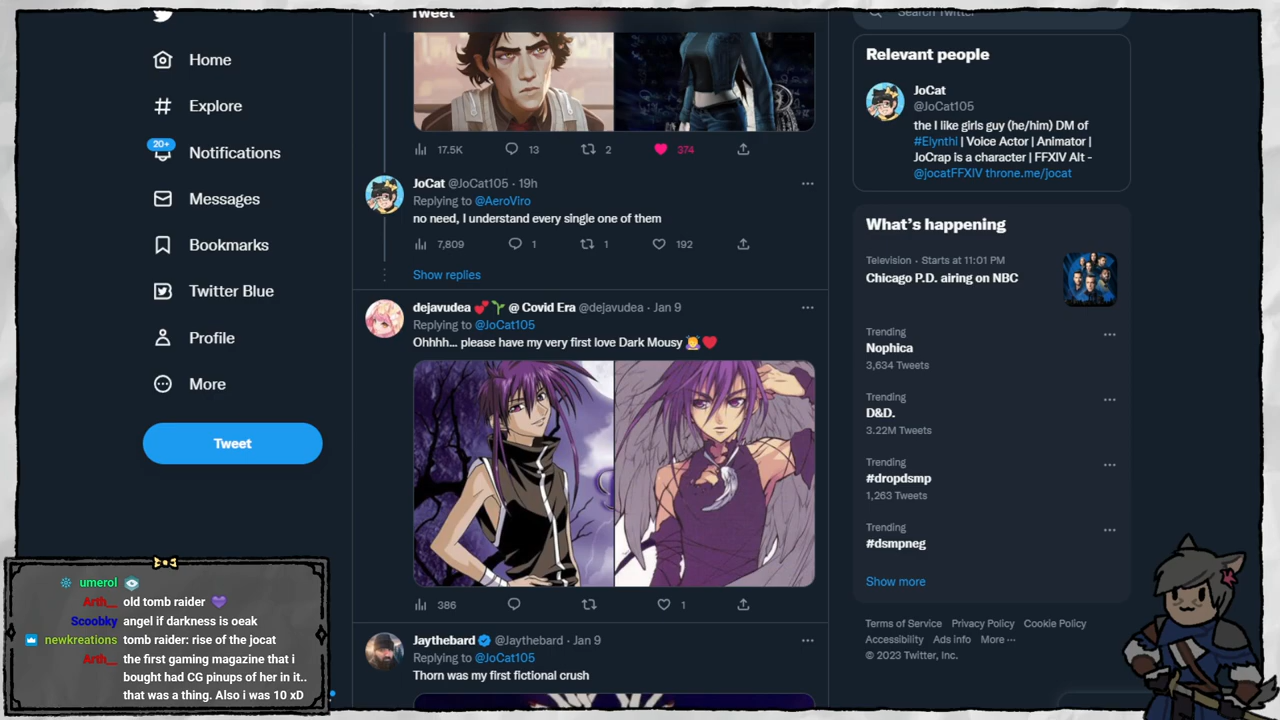 Home
Explore
20+
Notifications
Messages
Bookmarks
Twitter Blue
Profile
More
Tweet
Tweet
17.5K 13 2 374
JoCat @JoCat105 · 19h
Replying to @AeroViro
no need, I understand every single one of them
7,809 1 1 192
Show replies
dejavudea 💕🌱 @ Covid Era @dejavudea · Jan 9
Replying to @JoCat105
Ohhhh... please have my very first love Dark Mousy
386 1
Jaythebard @Jaythebard · Jan 9
Replying to @JoCat105
Thorn was my first fictional crush
Search Twitter
Relevant people
JoCat
@JoCat105
the I like girls guy (he/him) DM of
#Elynthi | Voice Actor | Animator |
JoCrap is a character | FFXIV Alt -
@jocatFFXIV throne.me/jocat
What's happening
Television · Starts at 11:01 PM
Chicago P.D. airing on NBC
Trending
Nophica
3,634 Tweets
Trending
D&D.
3.22M Tweets
Trending
#dropdsmp
1,263 Tweets
Trending
#dsmpneg
Show more
Terms of Service Privacy Policy Cookie Policy
Accessibility Ads info More ···
© 2023 Twitter, Inc.
umerol
Arth__ old tomb raider 💜
Scoobky angel if darkness is oeak
newkreations tomb raider: rise of the jocat
Arth__ the first gaming magazine that i
bought had CG pinups of her in it..
that was a thing. Also i was 10 xD